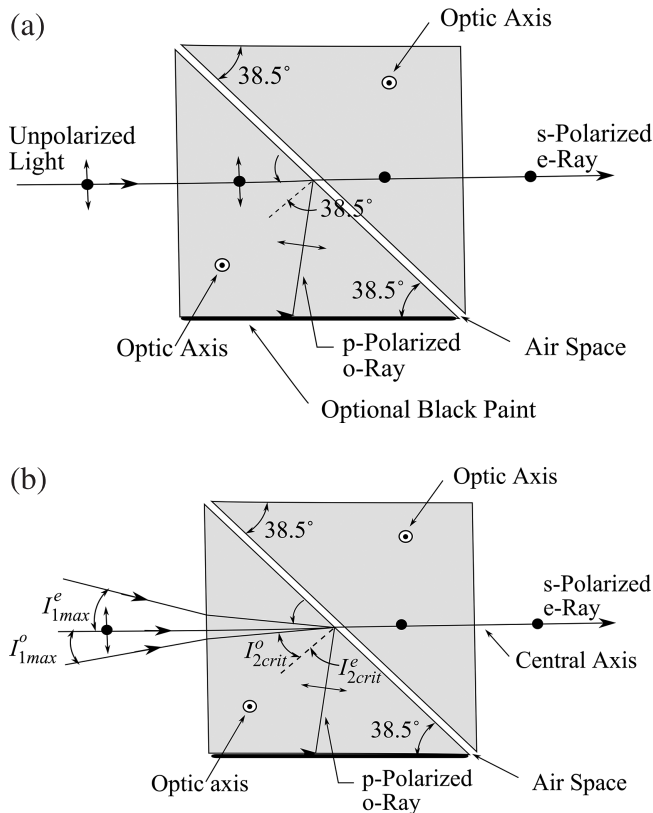 (a)
Optic Axis
38.5°
Unpolarized
Light
s-Polarized
e-Ray
38.5°
38.5°
Optic Axis
p-Polarized
o-Ray
Air Space
Optional Black Paint
(b)
Optic Axis
38.5°
s-Polarized
e-Ray
I^e_1max
I^o_1max
I^o_2crit
I^e_2crit
Central Axis
38.5°
Optic axis
p-Polarized
o-Ray
Air Space